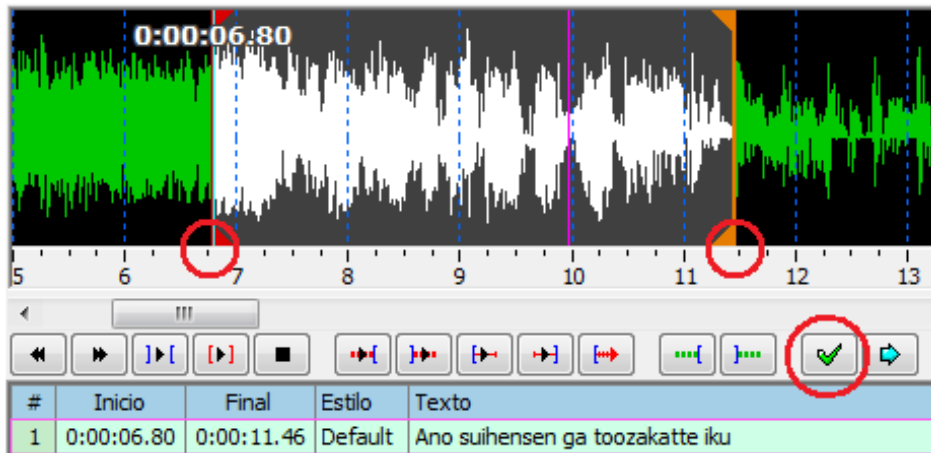 0:00:06.80
5 6 7 8 9 10 11 12 13
# Inicio Final Estilo Texto
1 0:00:06.80 0:00:11.46 Default Ano suihensen ga toozakatte iku